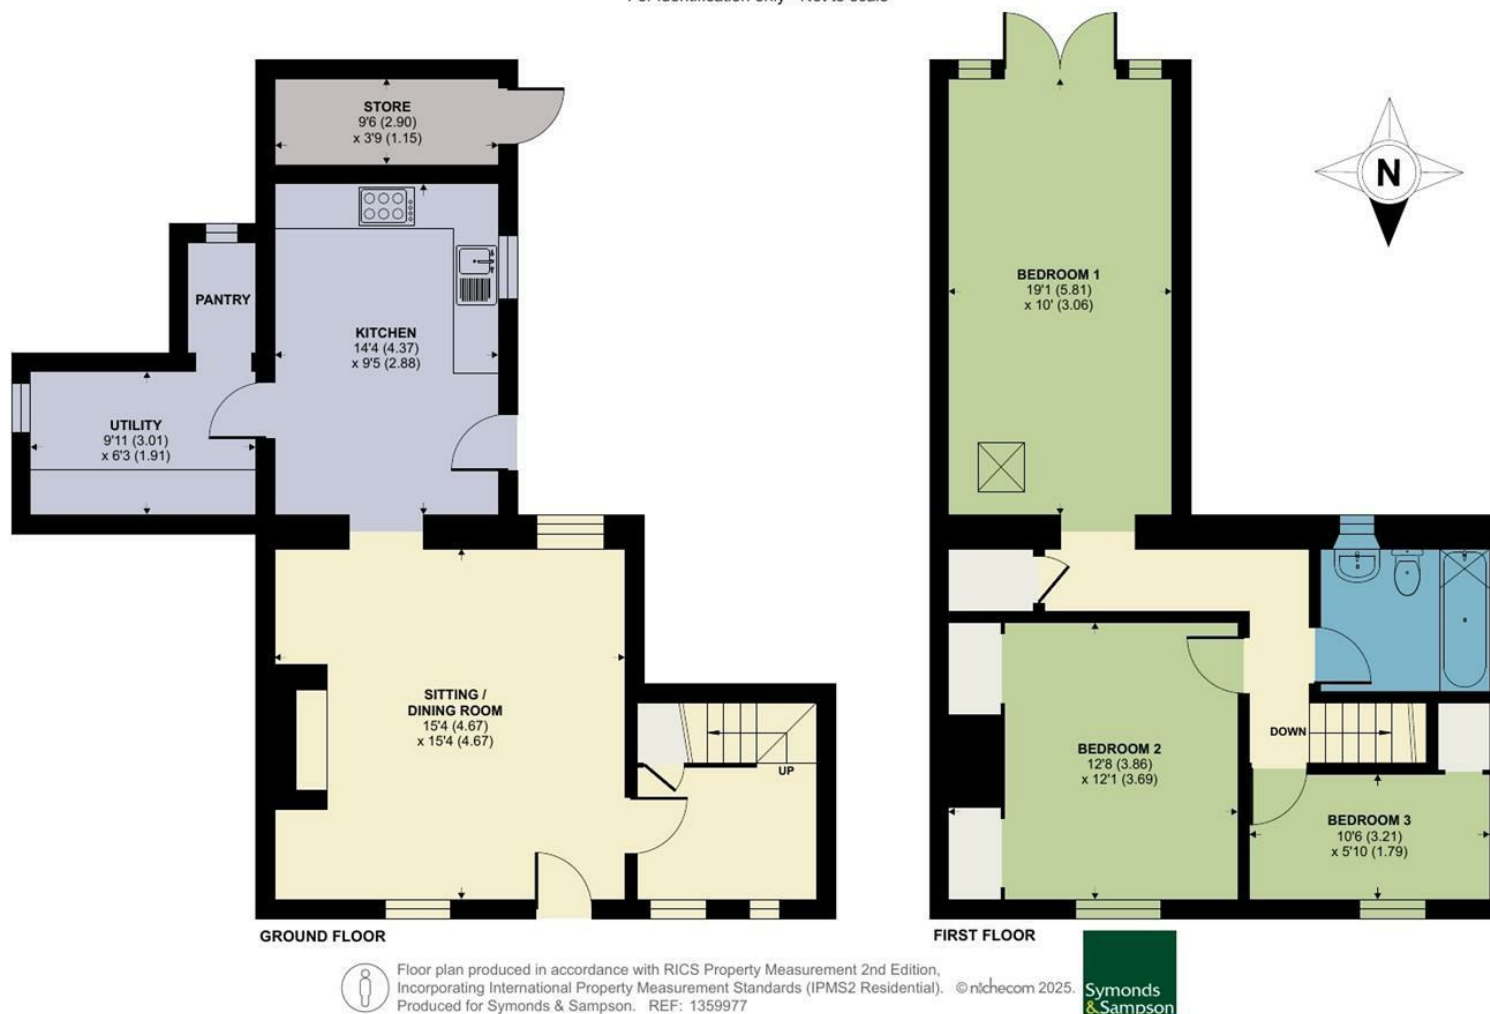 STORE
9'6 (2.90)
x 3'9 (1.15)
PANTRY
KITCHEN
14'4 (4.37)
x 9'5 (2.88)
UTILITY
9'11 (3.01)
x 6'3 (1.91)
SITTING /
DINING ROOM
15'4 (4.67)
x 15'4 (4.67)
UP
GROUND FLOOR
BEDROOM 1
19'1 (5.81)
x 10' (3.06)
N
BEDROOM 2
12'8 (3.86)
x 12'1 (3.69)
DOWN
BEDROOM 3
10'6 (3.21)
x 5'10 (1.79)
FIRST FLOOR
Floor plan produced in accordance with RICS Property Measurement 2nd Edition,
Incorporating International Property Measurement Standards (IPMS2 Residential). © nichecom 2025.
Produced for Symonds & Sampson. REF: 1359977
Symonds
&Sampson